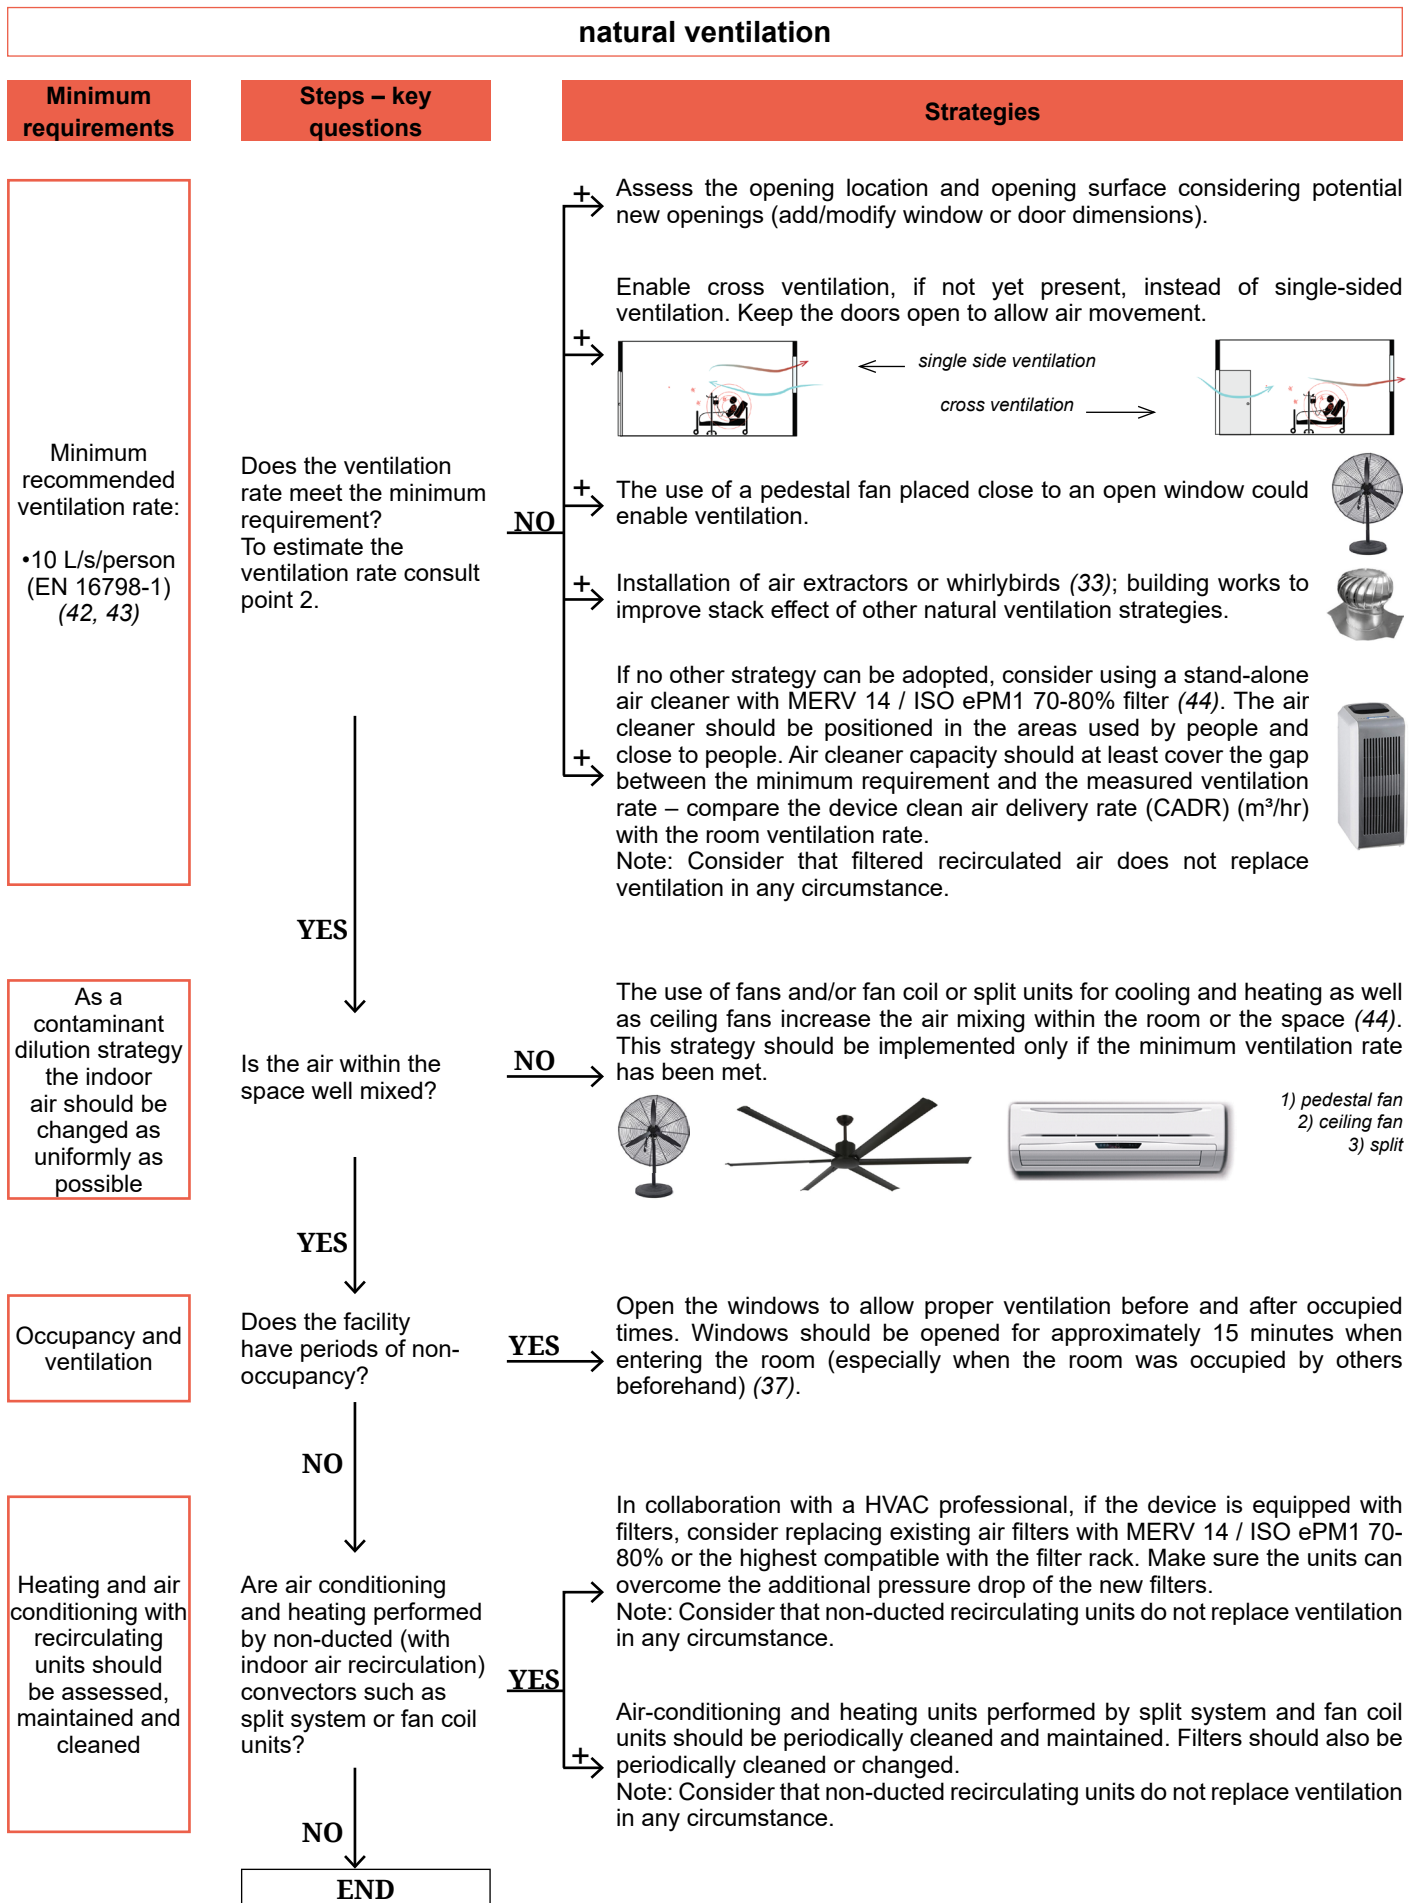 natural ventilation
Minimum
requirements
Steps – key
questions
Strategies
Minimum
recommended
ventilation rate:
•10 L/s/person
(EN 16798-1)
(42, 43)
Does the ventilation
rate meet the minimum
requirement?
To estimate the
ventilation rate consult
point 2.
NO
+
Assess the opening location and opening surface considering potential
new openings (add/modify window or door dimensions).
+
Enable cross ventilation, if not yet present, instead of single-sided
ventilation. Keep the doors open to allow air movement.
single side ventilation
cross ventilation
+
The use of a pedestal fan placed close to an open window could
enable ventilation.
+
Installation of air extractors or whirlybirds (33); building works to
improve stack effect of other natural ventilation strategies.
+
If no other strategy can be adopted, consider using a stand-alone
air cleaner with MERV 14 / ISO ePM1 70-80% filter (44). The air
cleaner should be positioned in the areas used by people and
close to people. Air cleaner capacity should at least cover the gap
between the minimum requirement and the measured ventilation
rate – compare the device clean air delivery rate (CADR) (m³/hr)
with the room ventilation rate.
Note: Consider that filtered recirculated air does not replace
ventilation in any circumstance.
YES
As a
contaminant
dilution strategy
the indoor
air should be
changed as
uniformly as
possible
Is the air within the
space well mixed?
NO
The use of fans and/or fan coil or split units for cooling and heating as well
as ceiling fans increase the air mixing within the room or the space (44).
This strategy should be implemented only if the minimum ventilation rate
has been met.
1) pedestal fan
2) ceiling fan
3) split
YES
Occupancy and
ventilation
Does the facility
have periods of non-
occupancy?
YES
Open the windows to allow proper ventilation before and after occupied
times. Windows should be opened for approximately 15 minutes when
entering the room (especially when the room was occupied by others
beforehand) (37).
NO
Heating and air
conditioning with
recirculating
units should
be assessed,
maintained and
cleaned
Are air conditioning
and heating performed
by non-ducted (with
indoor air recirculation)
convectors such as
split system or fan coil
units?
YES
In collaboration with a HVAC professional, if the device is equipped with
filters, consider replacing existing air filters with MERV 14 / ISO ePM1 70-
80% or the highest compatible with the filter rack. Make sure the units can
overcome the additional pressure drop of the new filters.
Note: Consider that non-ducted recirculating units do not replace ventilation
in any circumstance.
+
Air-conditioning and heating units performed by split system and fan coil
units should be periodically cleaned and maintained. Filters should also be
periodically cleaned or changed.
Note: Consider that non-ducted recirculating units do not replace ventilation
in any circumstance.
NO
END